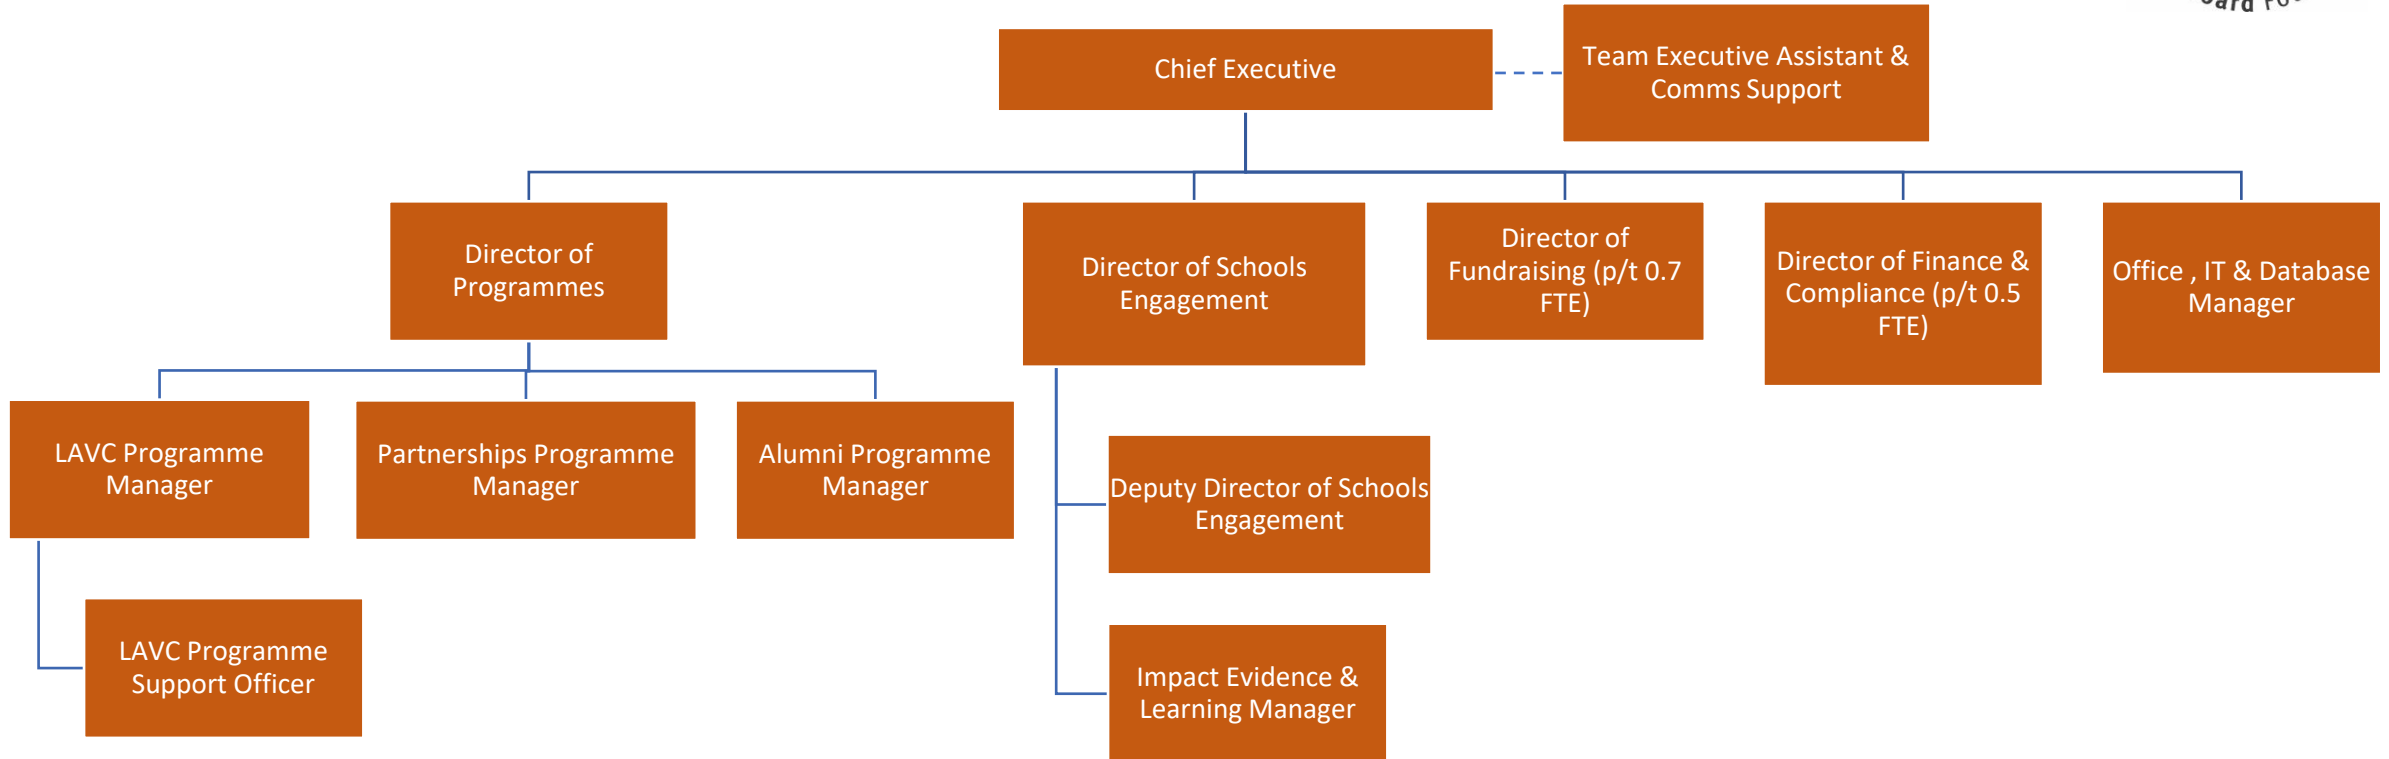 Chief Executive
Team Executive Assistant &
Comms Support
Director of
Programmes
Director of Schools
Engagement
Director of
Fundraising (p/t 0.7
FTE)
Director of Finance &
Compliance (p/t 0.5
FTE)
Office , IT & Database
Manager
LAVC Programme
Manager
Partnerships Programme
Manager
Alumni Programme
Manager
Deputy Director of Schools
Engagement
LAVC Programme
Support Officer
Impact Evidence &
Learning Manager